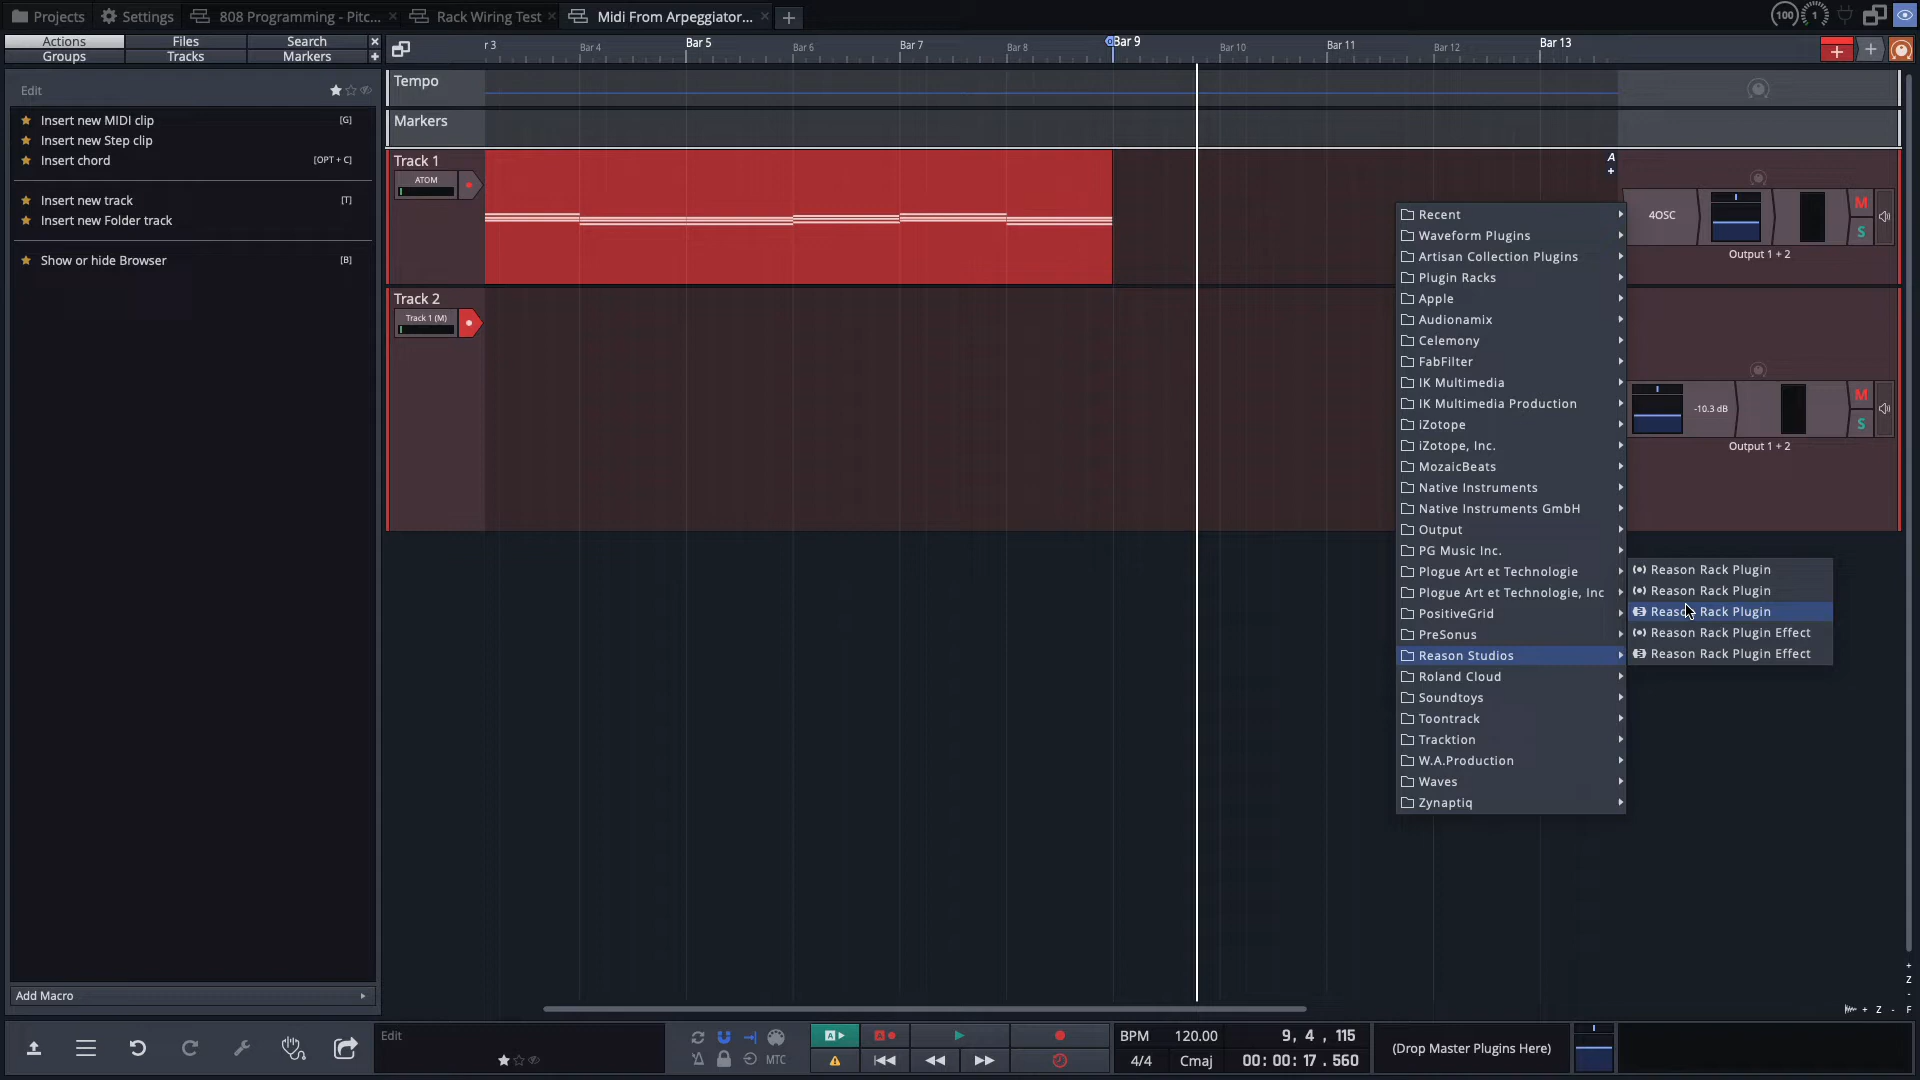 Projects
Settings
808 Programming - Pitc...
Rack Wiring Test
Midi From Arpeggiator...
100
1
Actions
Files
Search
Groups
Tracks
Markers
r 3
Bar 4
Bar 5
Bar 6
Bar 7
Bar 8
Bar 9
Bar 10
Bar 11
Bar 12
Bar 13
Edit
Insert new MIDI clip [G]
Insert new Step clip
Insert chord [OPT + C]
Insert new track [T]
Insert new Folder track
Show or hide Browser [B]
Add Macro
Tempo
Markers
Track 1
ATOM
A
+
Track 2
Track 1 (M)
4OSC
M
S
Output 1 + 2
-10.3 dB
M
S
Output 1 + 2
Recent
Waveform Plugins
Artisan Collection Plugins
Plugin Racks
Apple
Audionamix
Celemony
FabFilter
IK Multimedia
IK Multimedia Production
iZotope
iZotope, Inc.
MozaicBeats
Native Instruments
Native Instruments GmbH
Output
PG Music Inc.
Plogue Art et Technologie
Plogue Art et Technologie, Inc
PositiveGrid
PreSonus
Reason Studios
Roland Cloud
Soundtoys
Toontrack
Tracktion
W.A.Production
Waves
Zynaptiq
Reason Rack Plugin
Reason Rack Plugin
Reason Rack Plugin
Reason Rack Plugin Effect
Reason Rack Plugin Effect
+
Z
-
+ Z - F
Edit
MTC
A
A
BPM 120.00
4/4 Cmaj
9, 4, 115
00: 00: 17. 560
(Drop Master Plugins Here)